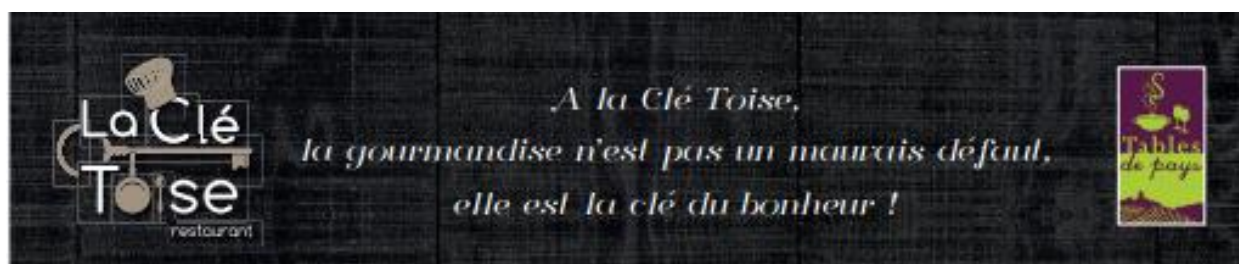 La Clé
Toise
restaurant
A la Clé Toise,
la gourmandise n'est pas un mauvais défaut,
elle est la clé du bonheur !
Tables
de pays